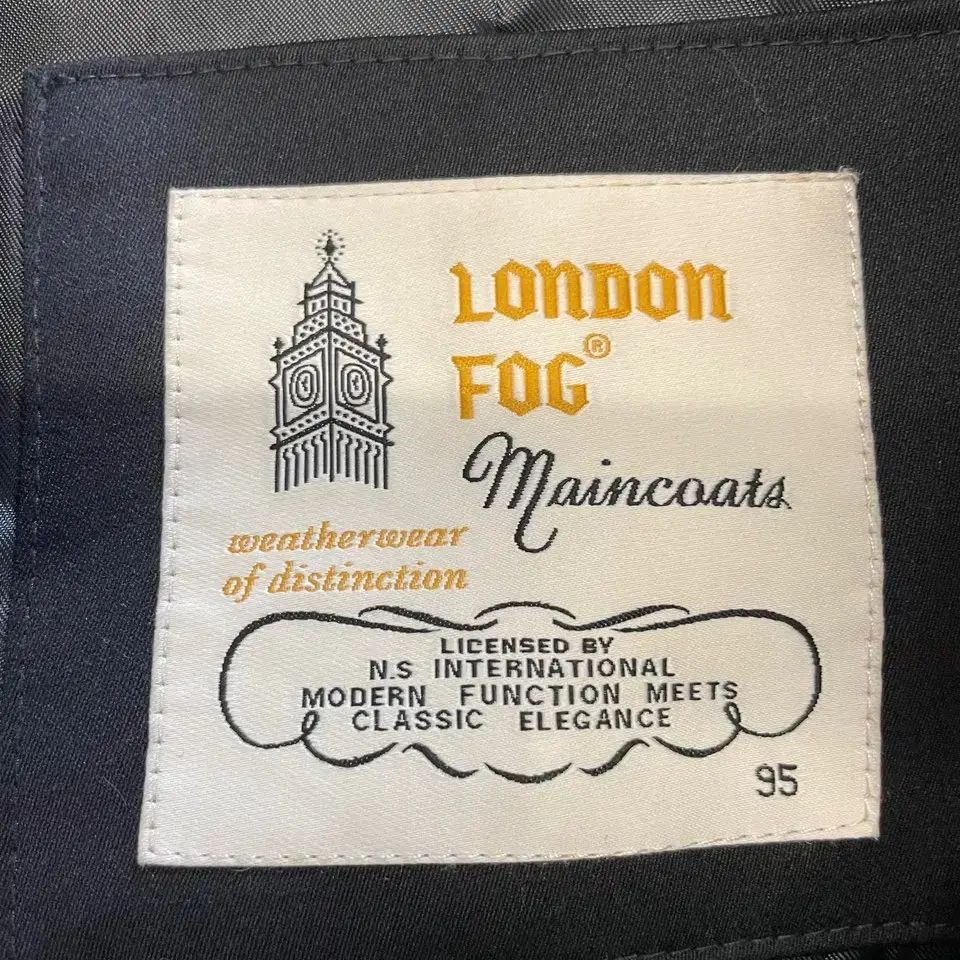 LONDON
FOG®
Maincoats
weatherwear
of distinction
LICENSED BY
N.S INTERNATIONAL
MODERN FUNCTION MEETS
CLASSIC ELEGANCE
95